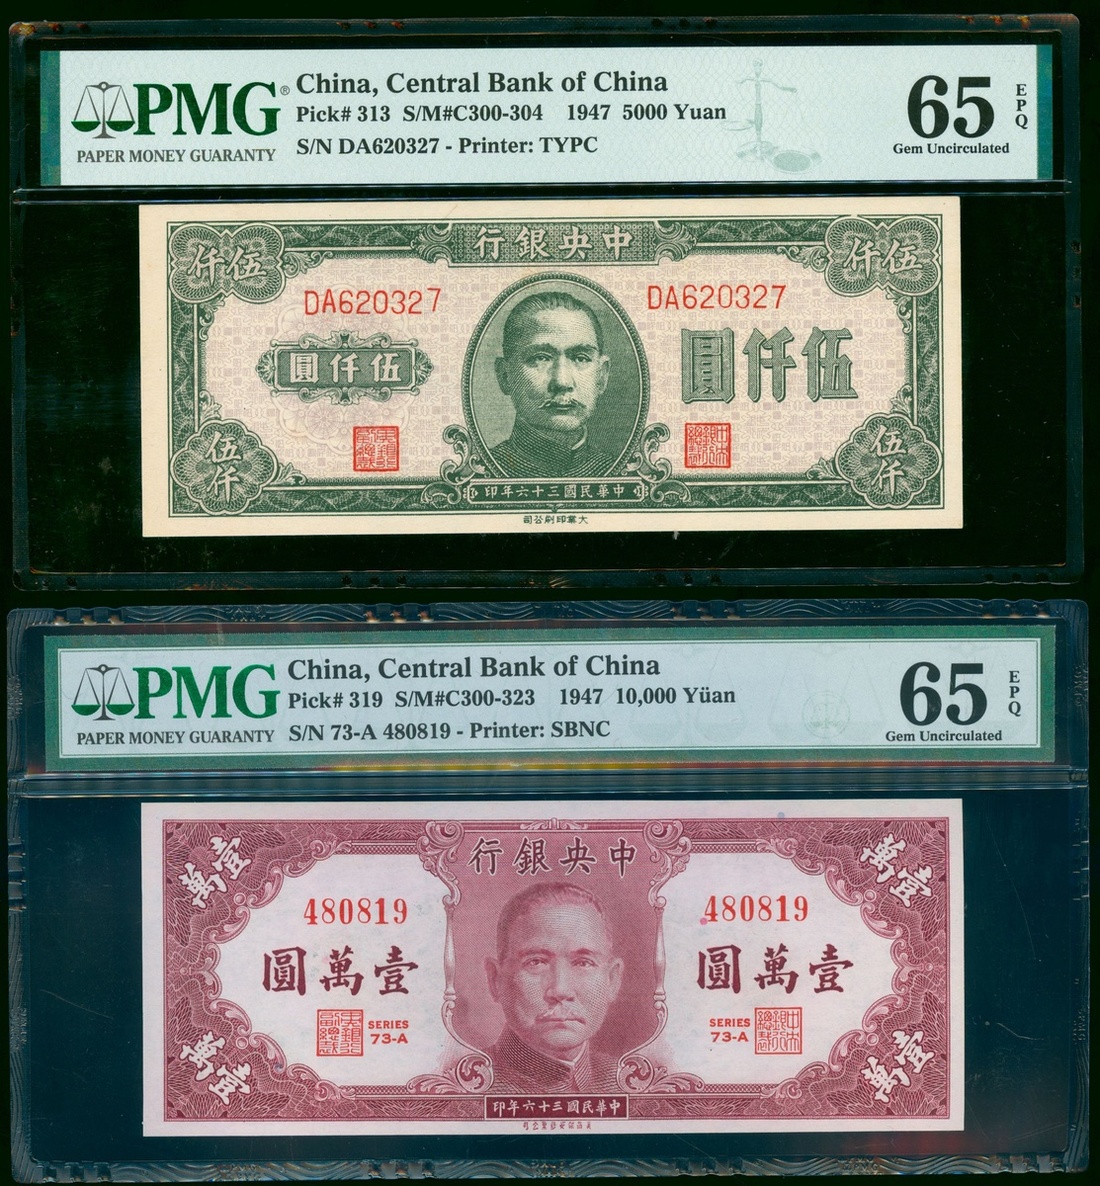 PMG®
PAPER MONEY GUARANTY
China, Central Bank of China
Pick# 313 S/M#C300-304 1947 5000 Yuan
S/N DA620327 - Printer: TYPC
65
EPQ
Gem Uncirculated
中央銀行
伍仟
伍仟
DA620327
DA620327
伍仟圓
伍仟圓
伍仟
伍仟
中華民國三十六年印
大業印刷公司
PMG
PAPER MONEY GUARANTY
China, Central Bank of China
Pick# 319 S/M#C300-323 1947 10,000 Yüan
S/N 73-A 480819 - Printer: SBNC
65
EPQ
Gem Uncirculated
中央銀行
壹萬
壹萬
480819
480819
壹萬圓
壹萬圓
SERIES
73-A
SERIES
73-A
壹萬
壹萬
中華民國三十六年印